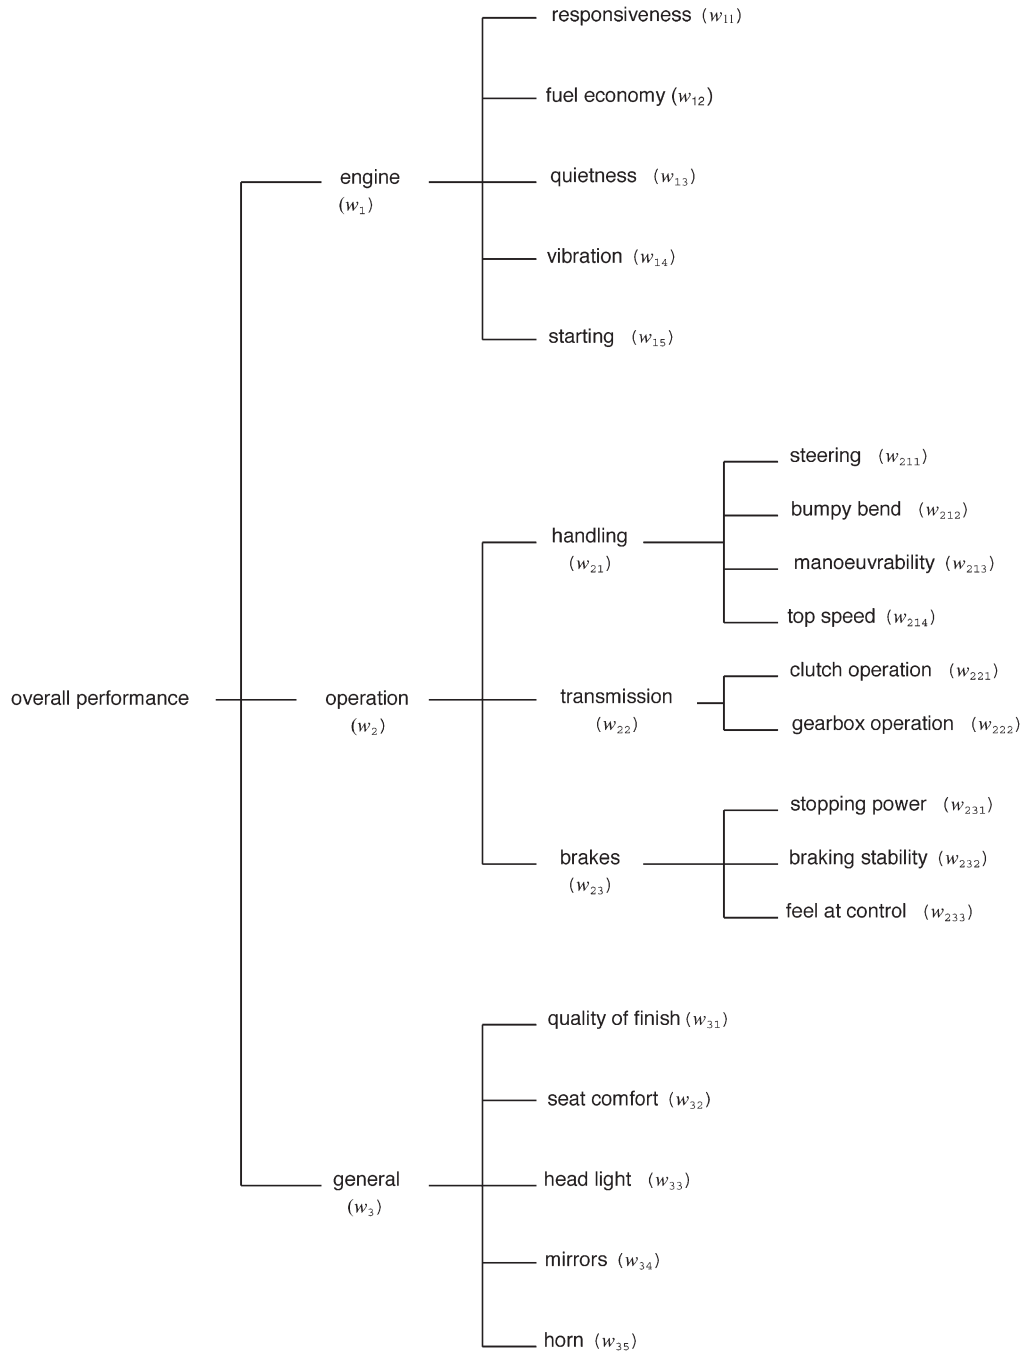 responsiveness (w11)
fuel economy (w12)
engine
(w1)
quietness (w13)
vibration (w14)
starting (w15)
steering (w211)
bumpy bend (w212)
handling
(w21)
manoeuvrability (w213)
top speed (w214)
clutch operation (w221)
overall performance
operation
(w2)
transmission
(w22)
gearbox operation (w222)
stopping power (w231)
brakes
(w23)
braking stability (w232)
feel at control (w233)
quality of finish (w31)
seat comfort (w32)
general
(w3)
head light (w33)
mirrors (w34)
horn (w35)